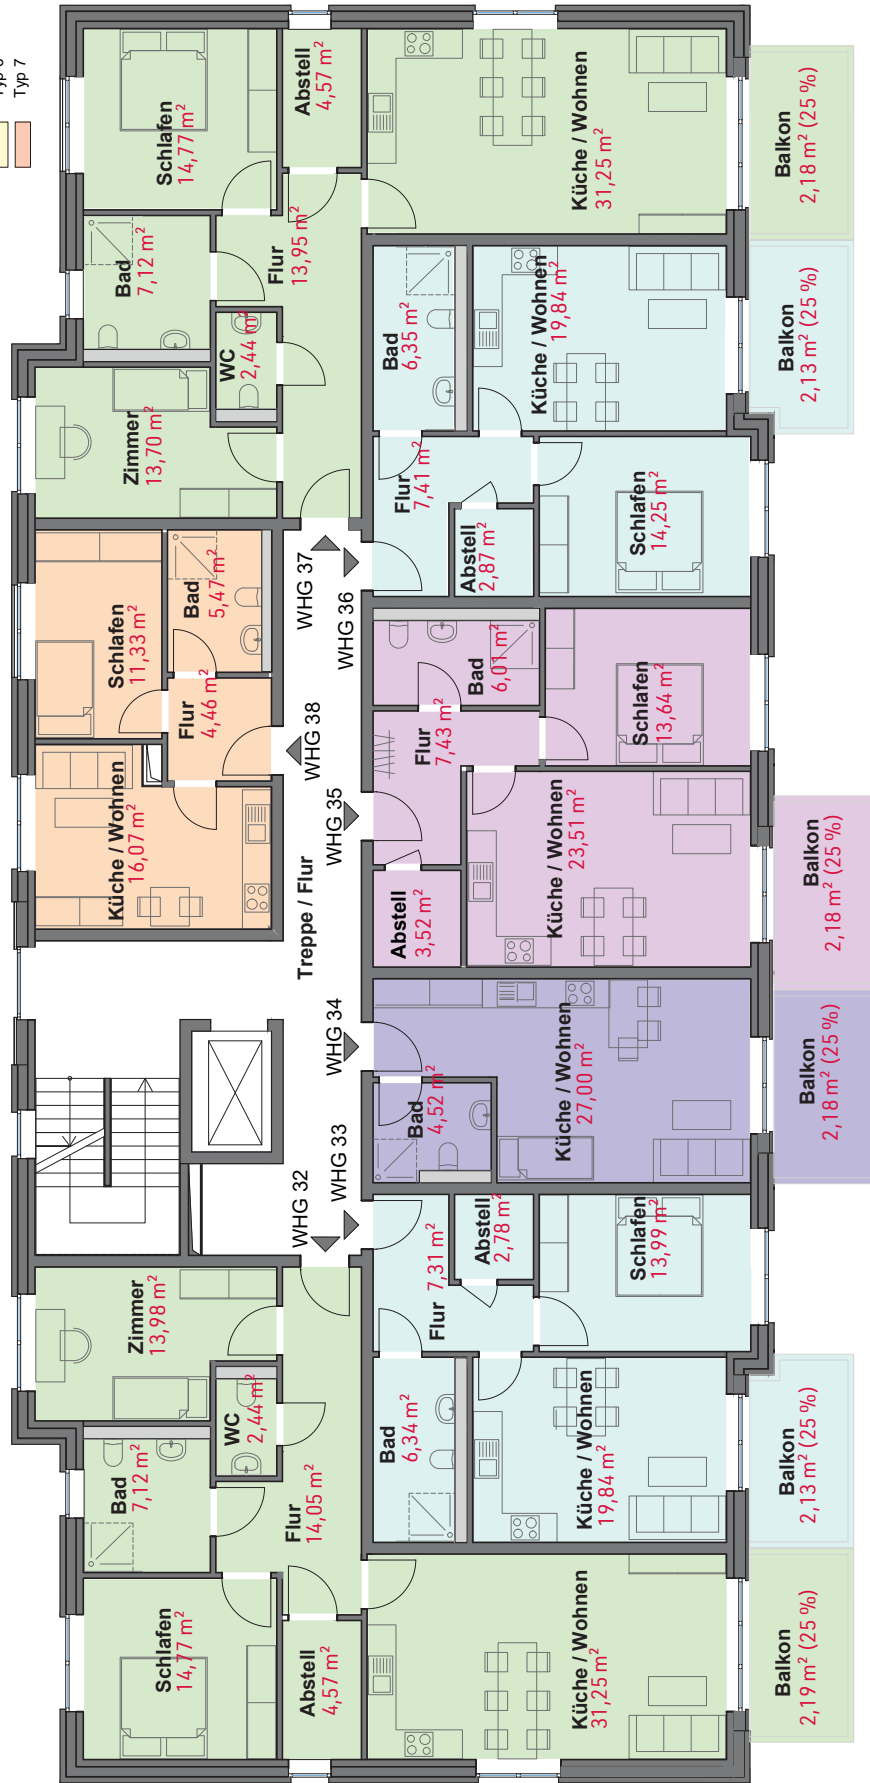 Typ 7
Schlafen
14,77 m²
Abstell
4,57 m²
Küche / Wohnen
31,25 m²
Balkon
2,18 m² (25 %)
Bad
7,12 m²
Flur
13,95 m²
WC
2,44 m²
Zimmer
13,70 m²
Bad
6,35 m²
Küche / Wohnen
19,84 m²
Balkon
2,13 m² (25 %)
Flur
7,41 m²
Abstell
2,87 m²
Schlafen
14,25 m²
WHG 37
WHG 36
Schlafen
11,33 m²
Bad
5,47 m²
Flur
4,46 m²
Küche / Wohnen
16,07 m²
WHG 38
WHG 35
Bad
6,01 m²
Schlafen
13,64 m²
Flur
7,43 m²
Abstell
3,52 m²
Küche / Wohnen
23,51 m²
Balkon
2,18 m² (25 %)
Treppe / Flur
WHG 34
Bad
4,52 m²
Küche / Wohnen
27,00 m²
Balkon
2,18 m² (25 %)
WHG 33
WHG 32
Flur
7,31 m²
Abstell
2,78 m²
Schlafen
13,99 m²
Bad
6,34 m²
Küche / Wohnen
19,84 m²
Balkon
2,13 m² (25 %)
Zimmer
13,98 m²
WC
2,44 m²
Bad
7,12 m²
Flur
14,05 m²
Schlafen
14,77 m²
Abstell
4,57 m²
Küche / Wohnen
31,25 m²
Balkon
2,19 m² (25 %)